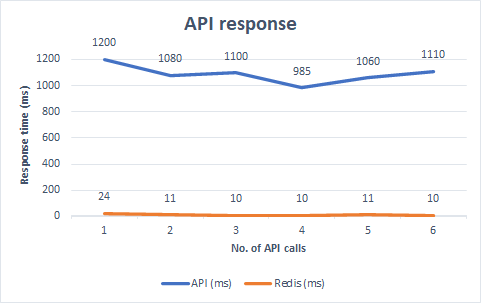 API response
1200 1080 1100 985 1060 1110
1200
1000
800
600
400
200
0
Response time (ms)
24 11 10 10 11 10
1 2 3 4 5 6
No. of API calls
API (ms) Redis (ms)